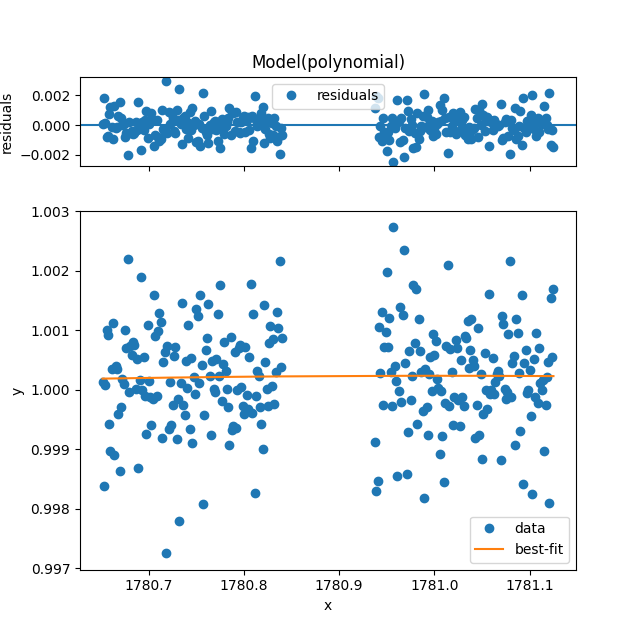 Model(polynomial)
residuals
0.002
0.000
−0.002
residuals
y
1.003
1.002
1.001
1.000
0.999
0.998
0.997
data
best-fit
1780.7
1780.8
1780.9
1781.0
1781.1
x